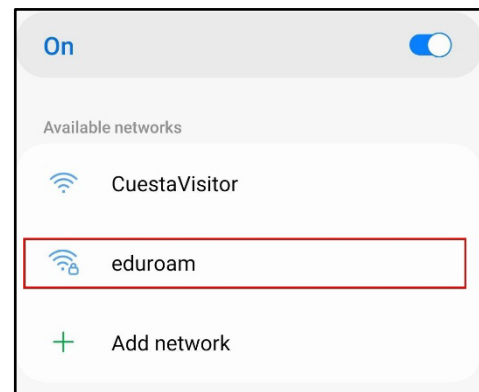 On
Available networks
CuestaVisitor
eduroam
Add network